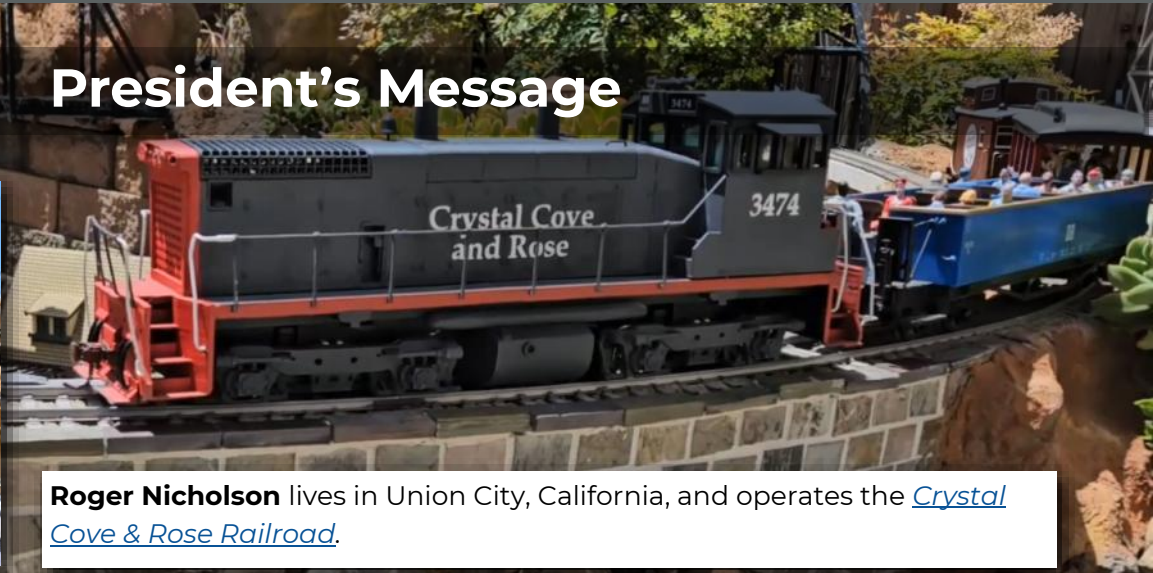 President’s Message
3474
Crystal Cove
and Rose
3474
Roger Nicholson lives in Union City, California, and operates the Crystal
Cove & Rose Railroad.